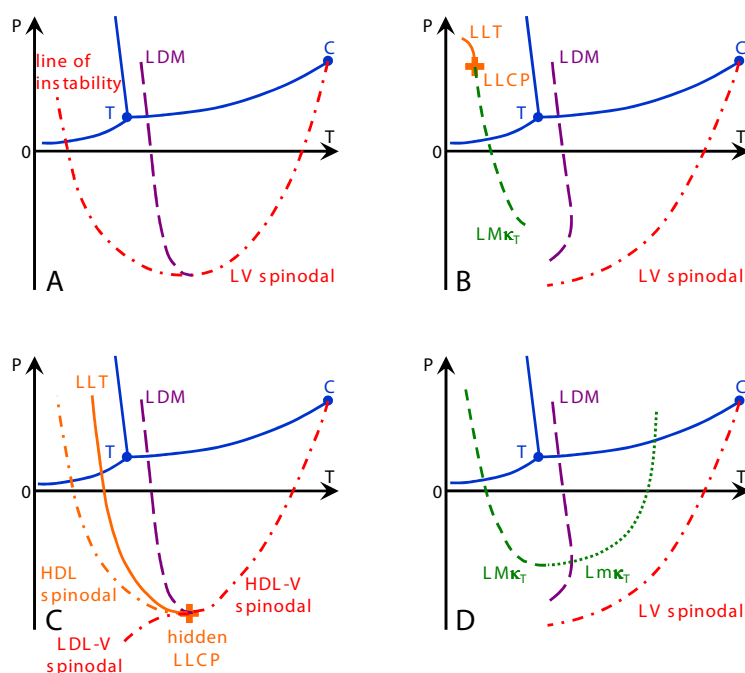 P
line of
instability
LDM
C
T
T
0
A
LV spinodal
P
LLT
LLCP
LDM
C
T
T
0
LMκT
B
LV spinodal
P
LLT
LDM
C
T
T
0
HDL
spinodal
HDL-V
spinodal
C
LDL-V
spinodal
hidden
LLCP
P
LDM
C
T
T
0
LMκT
LmκT
D
LV spinodal